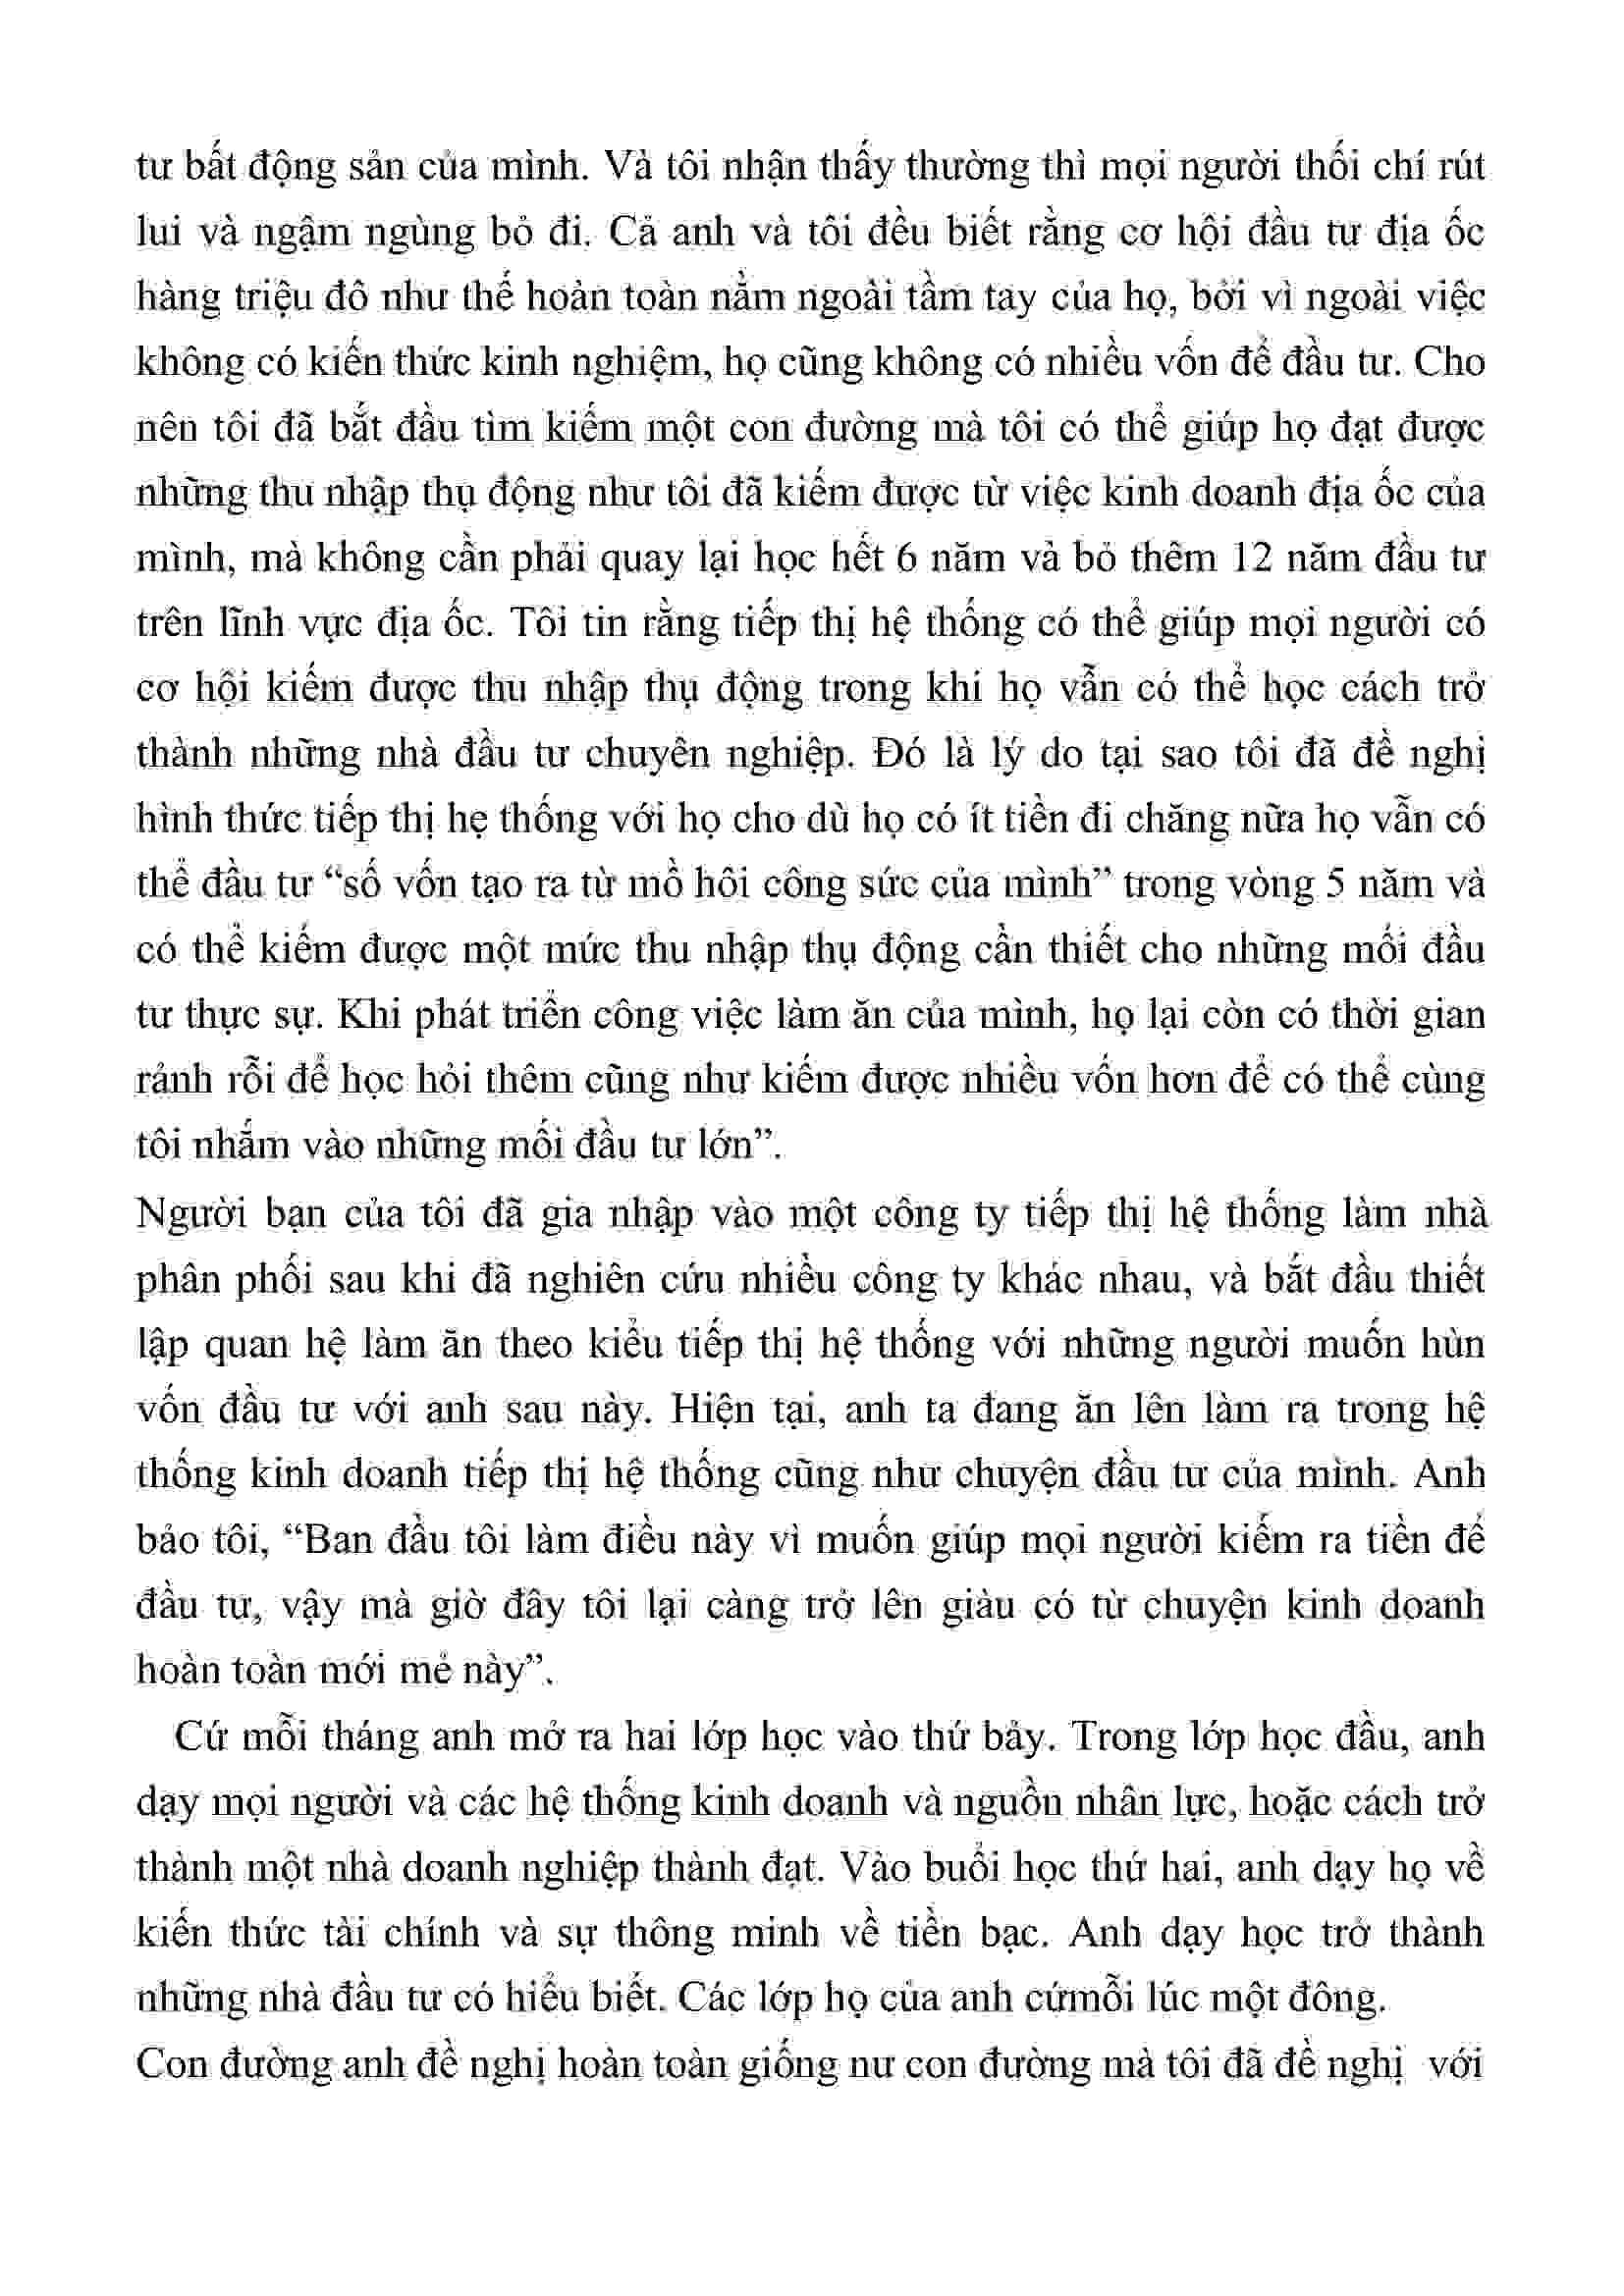 tư bất động sản của mình. Và tôi nhận thấy thường thì mọi người thối chí rút
lui và ngậm ngùng bỏ đi. Cả anh và tôi đều biết rằng cơ hội đầu tư địa ốc
hàng triệu đô như thế hoàn toàn nằm ngoài tầm tay của họ, bởi vì ngoài việc
không có kiến thức kinh nghiệm, họ cũng không có nhiều vốn để đầu tư. Cho
nên tôi đã bắt đầu tìm kiếm một con đường mà tôi có thể giúp họ đạt được
những thu nhập thụ động như tôi đã kiếm được từ việc kinh doanh địa ốc của
mình, mà không cần phải quay lại học hết 6 năm và bỏ thêm 12 năm đầu tư
trên lĩnh vực địa ốc. Tôi tin rằng tiếp thị hệ thống có thể giúp mọi người có
cơ hội kiếm được thu nhập thụ động trong khi họ vẫn có thể học cách trở
thành những nhà đầu tư chuyên nghiệp. Đó là lý do tại sao tôi đã đề nghị
hình thức tiếp thị hẹ thống với họ cho dù họ có ít tiền đi chăng nữa họ vẫn có
thể đầu tư “số vốn tạo ra từ mồ hôi công sức của mình” trong vòng 5 năm và
có thể kiếm được một mức thu nhập thụ động cần thiết cho những mối đầu
tư thực sự. Khi phát triển công việc làm ăn của mình, họ lại còn có thời gian
rảnh rỗi để học hỏi thêm cũng như kiếm được nhiều vốn hơn để có thể cùng
tôi nhắm vào những mối đầu tư lớn”.
Người bạn của tôi đã gia nhập vào một công ty tiếp thị hệ thống làm nhà
phân phối sau khi đã nghiên cứu nhiều công ty khác nhau, và bắt đầu thiết
lập quan hệ làm ăn theo kiểu tiếp thị hệ thống với những người muốn hùn
vốn đầu tư với anh sau này. Hiện tại, anh ta đang ăn lên làm ra trong hệ
thống kinh doanh tiếp thị hệ thống cũng như chuyện đầu tư của mình. Anh
bảo tôi, “Ban đầu tôi làm điều này vì muốn giúp mọi người kiếm ra tiền để
đầu tư, vậy mà giờ đây tôi lại càng trở lên giàu có từ chuyện kinh doanh
hoàn toàn mới mẻ này”.
Cứ mỗi tháng anh mở ra hai lớp học vào thứ bảy. Trong lớp học đầu, anh
dạy mọi người và các hệ thống kinh doanh và nguồn nhân lực, hoặc cách trở
thành một nhà doanh nghiệp thành đạt. Vào buổi học thứ hai, anh dạy họ về
kiến thức tài chính và sự thông minh về tiền bạc. Anh dạy học trở thành
những nhà đầu tư có hiểu biết. Các lớp họ của anh cứmỗi lúc một đông.
Con đường anh đề nghị hoàn toàn giống nư con đường mà tôi đã đề nghị với